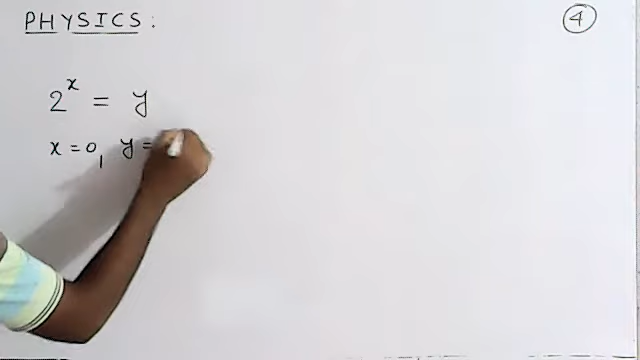 PHYSICS:
4
2^x = y
x = 0, y =